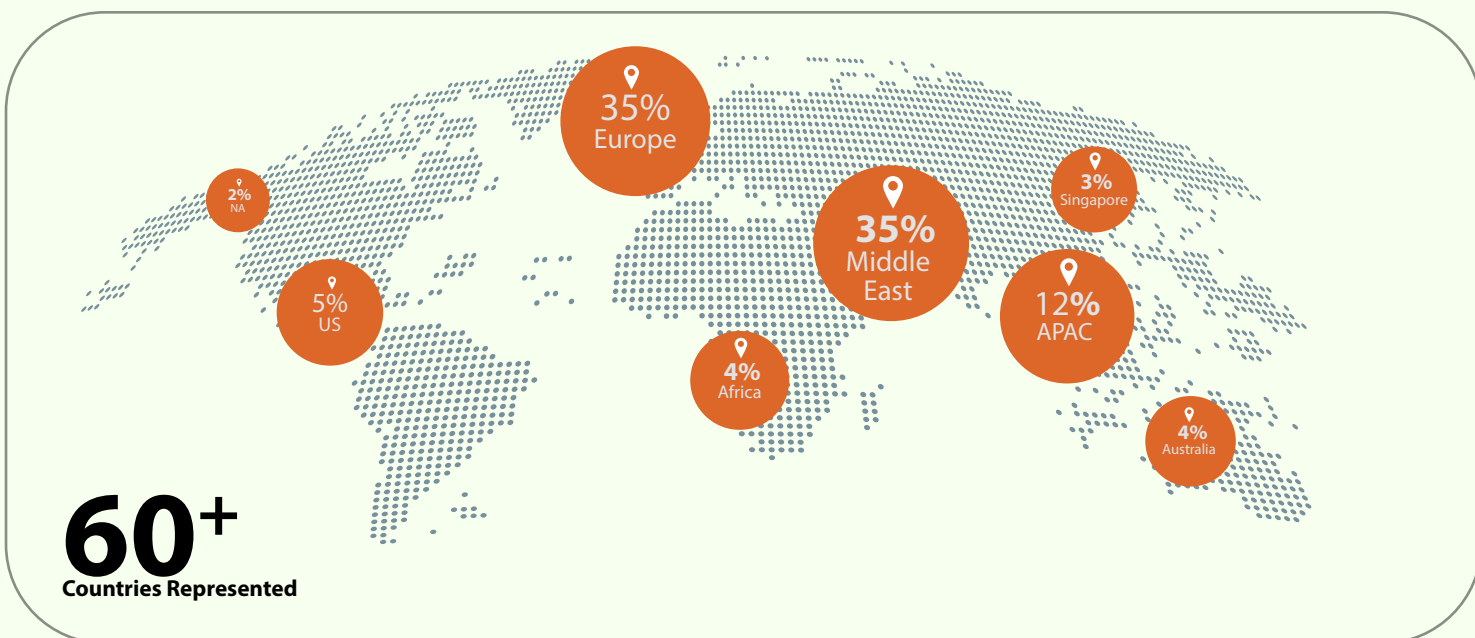 35%
Europe
2%
NA
3%
Singapore
35%
Middle
East
5%
US
12%
APAC
4%
Africa
4%
Australia
60+
Countries Represented